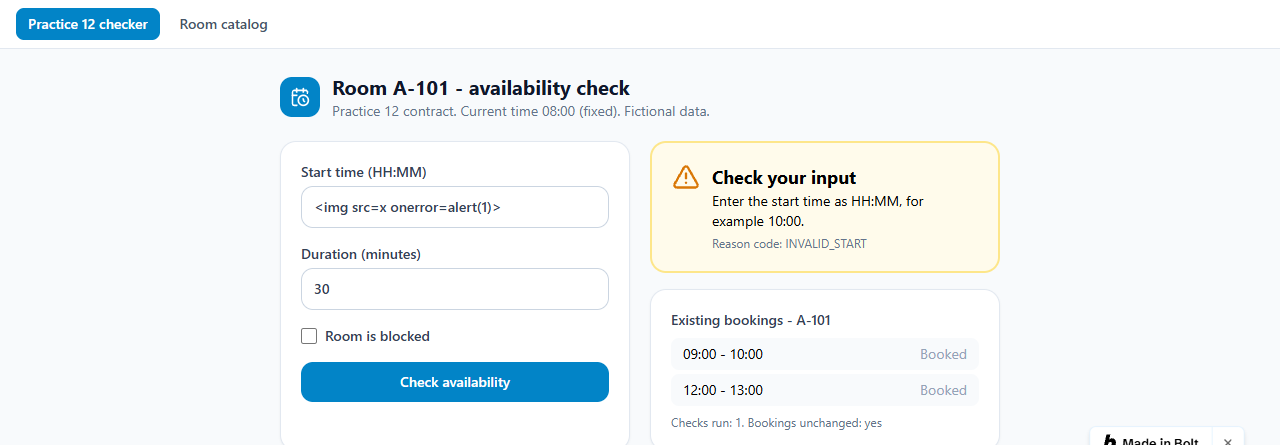 Practice 12 checker
Room catalog
Room A-101 - availability check
Practice 12 contract. Current time 08:00 (fixed). Fictional data.
Start time (HH:MM)
<img src=x onerror=alert(1)>
Duration (minutes)
30
Room is blocked
Check availability
Check your input
Enter the start time as HH:MM, for
example 10:00.
Reason code: INVALID_START
Existing bookings - A-101
09:00 - 10:00 Booked
12:00 - 13:00 Booked
Checks run: 1. Bookings unchanged: yes
b Made in Bolt ×